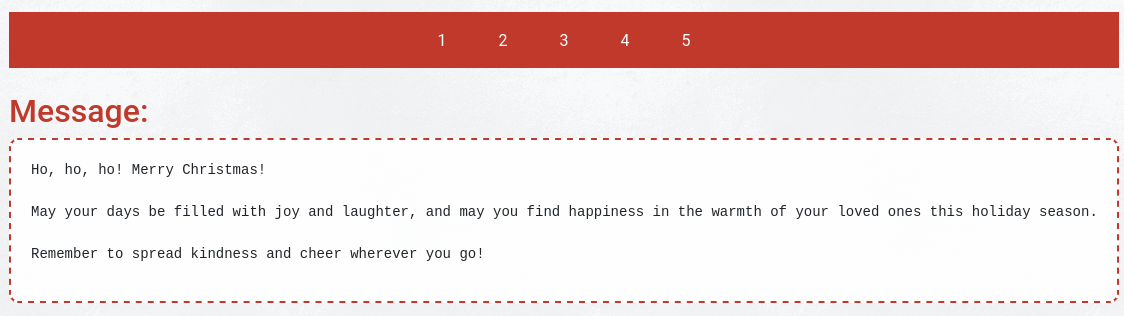 1 2 3 4 5
Message:
Ho, ho, ho! Merry Christmas!
May your days be filled with joy and laughter, and may you find happiness in the warmth of your loved ones this holiday season.
Remember to spread kindness and cheer wherever you go!